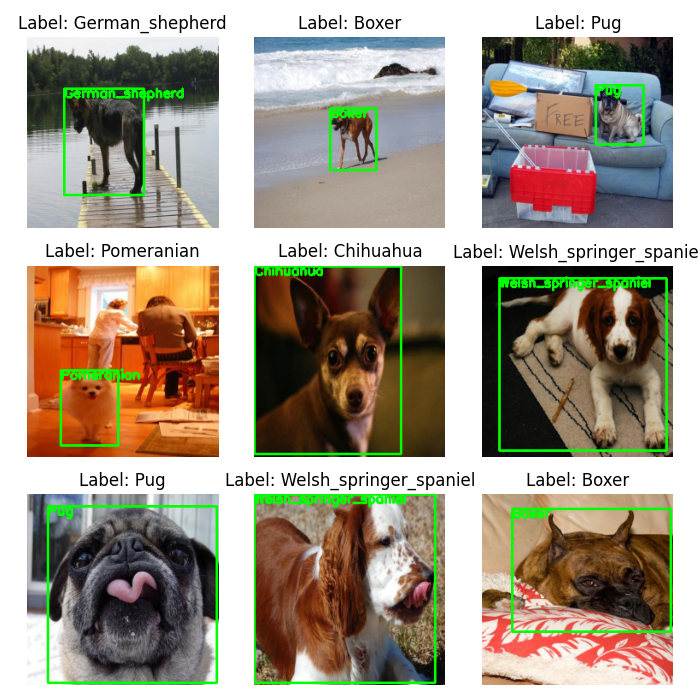 Label: German_shepherd
Label: Boxer
Label: Pug
German_shepherd
Boxer
Pug
FREE
Label: Pomeranian
Label: Chihuahua
Label: Welsh_springer_spanie
Pomeranian
Chihuahua
Welsh_springer_spaniel
Label: Pug
Label: Welsh_springer_spaniel
Label: Boxer
Pug
Welsh_springer_spaniel
Boxer